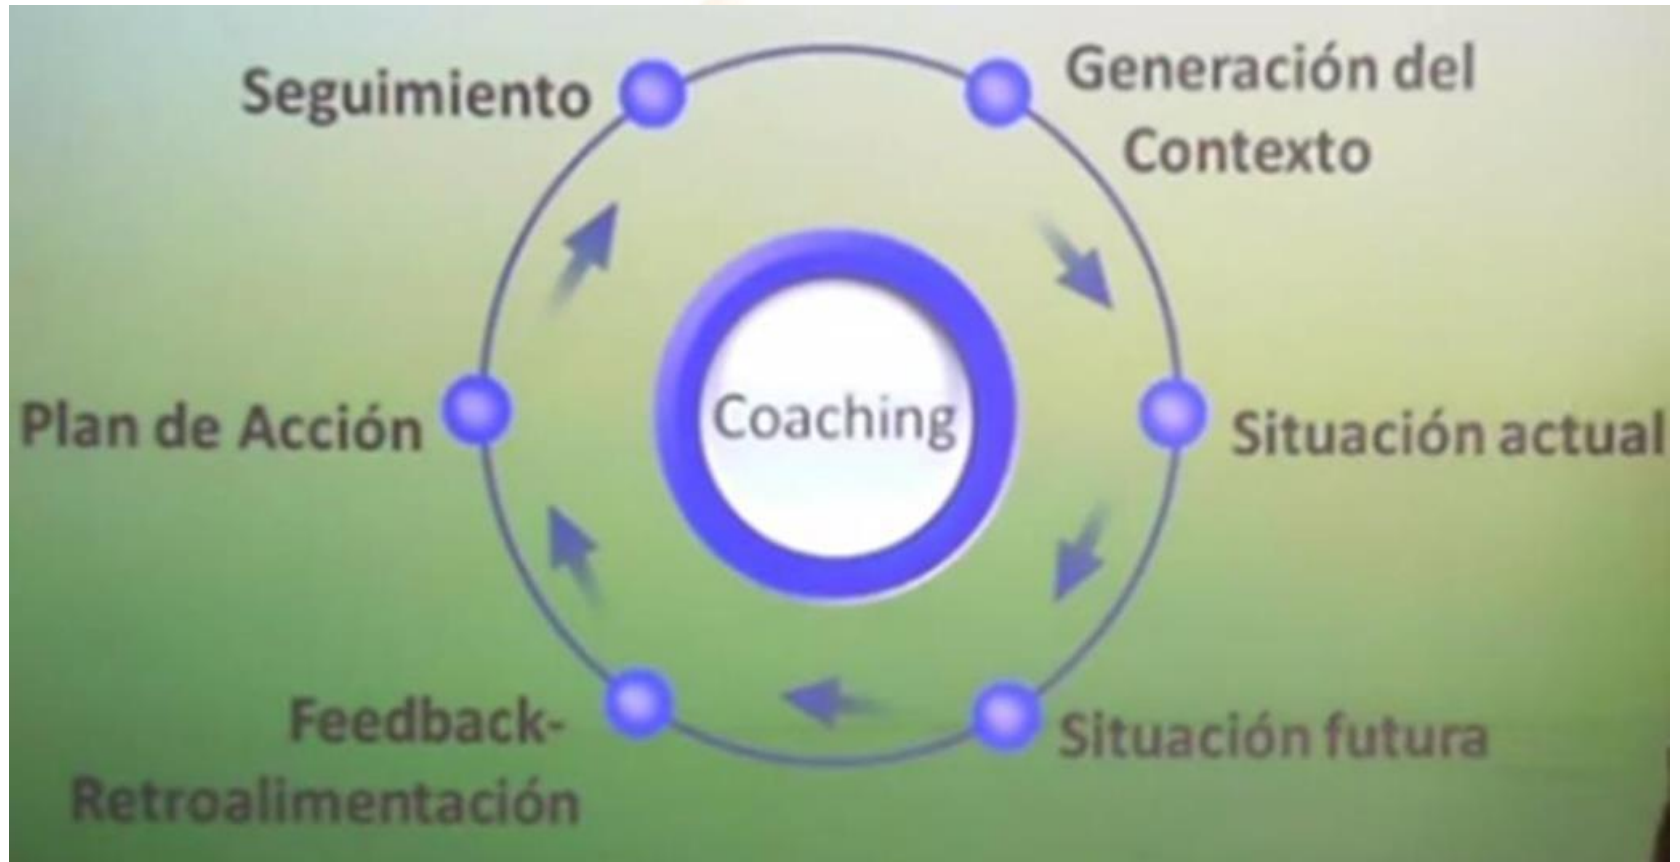 Seguimiento
Generación del
Contexto
Coaching
Plan de Acción
Situación actual
Feedback-
Retroalimentación
Situación futura